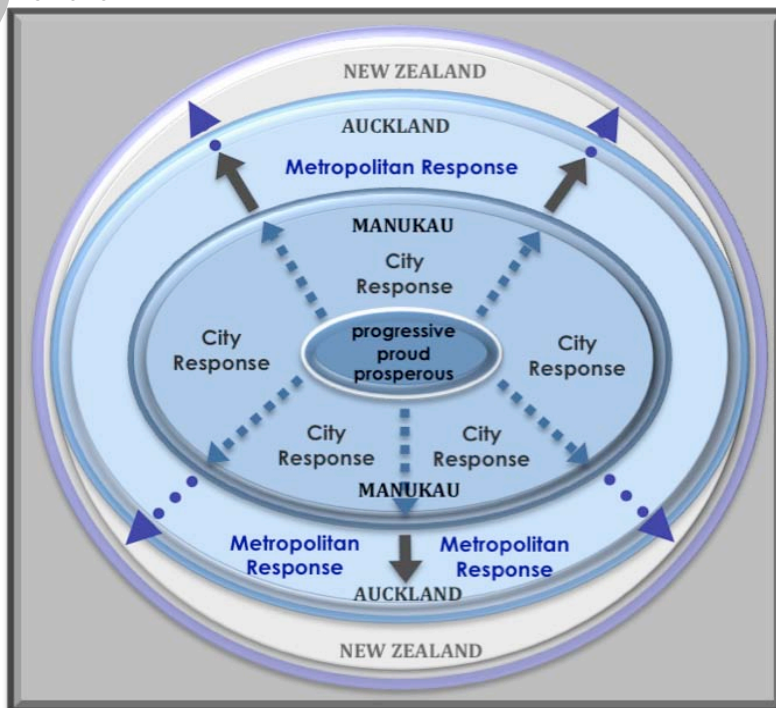 NEW ZEALAND
AUCKLAND
Metropolitan Response
MANUKAU
City
Response
City
Response
progressive
proud
prosperous
City
Response
City
Response
City
Response
MANUKAU
Metropolitan
Response
Metropolitan
Response
AUCKLAND
NEW ZEALAND